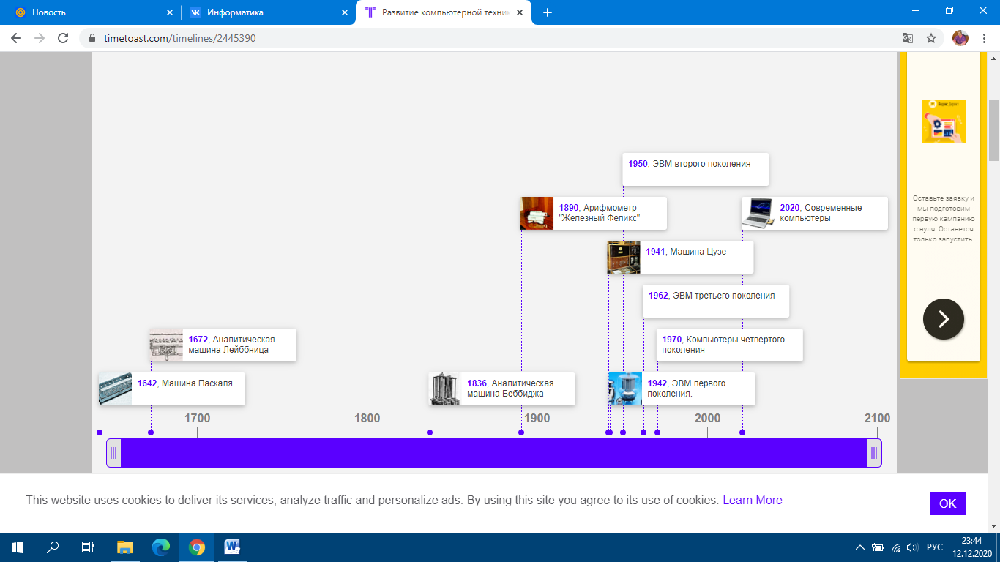 Новость
Информатика
Развитие компьютерной техник
timetoast.com/timelines/2445390
1950, ЭВМ второго поколения
1890, Арифмометр
"Железный Феликс"
2020, Современные
компьютеры
1941, Машина Цузе
1962, ЭВМ третьего поколения
1672, Аналитическая
машина Лейббница
1970, Компьютеры четвертого
поколения
1642, Машина Паскаля
1836, Аналитическая
машина Беббиджа
1942, ЭВМ первого
поколения.
1700
1800
1900
2000
2100
Оставьте заявку и
мы подготовим
первую кампанию
с нуля. Останется
только запустить.
This website uses cookies to deliver its services, analyze traffic and personalize ads. By using this site you agree to its use of cookies. Learn More
OK
РУС
23:44
12.12.2020